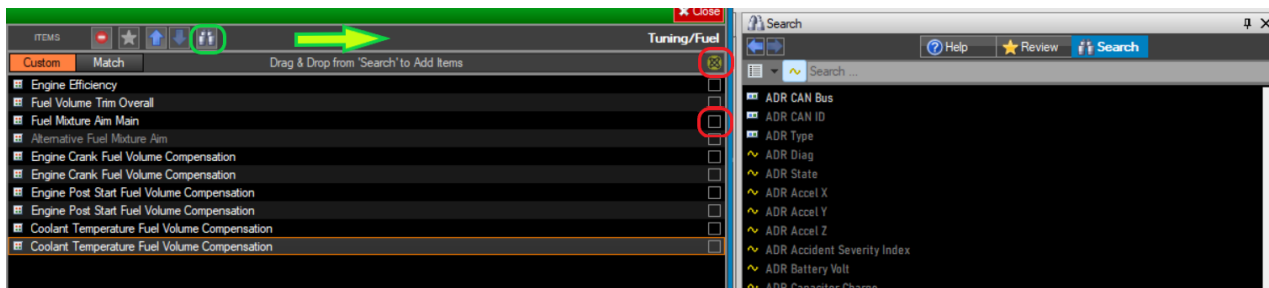 Close
ITEMS
Tuning/Fuel
Custom
Match
Drag & Drop from 'Search' to Add Items
Engine Efficiency
Fuel Volume Trim Overall
Fuel Mixture Aim Main
Alternative Fuel Mixture Aim
Engine Crank Fuel Volume Compensation
Engine Crank Fuel Volume Compensation
Engine Post Start Fuel Volume Compensation
Engine Post Start Fuel Volume Compensation
Coolant Temperature Fuel Volume Compensation
Coolant Temperature Fuel Volume Compensation
Search
Help
Review
Search
Search ...
ADR CAN Bus
ADR CAN ID
ADR Type
ADR Diag
ADR State
ADR Accel X
ADR Accel Y
ADR Accel Z
ADR Accident Severity Index
ADR Battery Volt
ADR Capacitor Charge